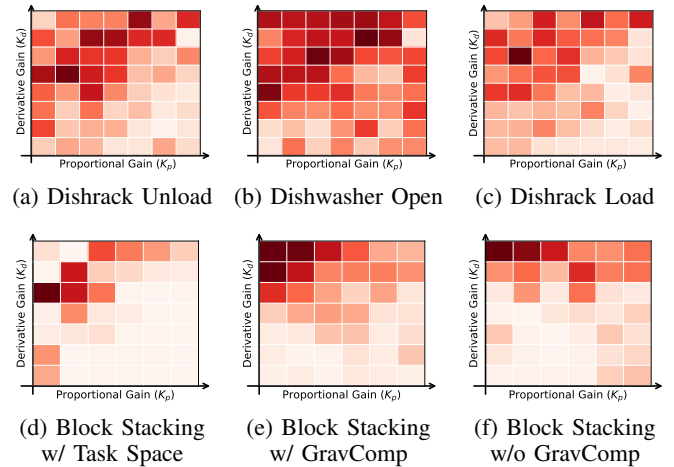 Derivative Gain (Kd)
Proportional Gain (Kp)
(a) Dishrack Unload
Derivative Gain (Kd)
Proportional Gain (Kp)
(b) Dishwasher Open
Derivative Gain (Kd)
Proportional Gain (Kp)
(c) Dishrack Load
Derivative Gain (Kd)
Proportional Gain (Kp)
(d) Block Stacking
w/ Task Space
Derivative Gain (Kd)
Proportional Gain (Kp)
(e) Block Stacking
w/ GravComp
Derivative Gain (Kd)
Proportional Gain (Kp)
(f) Block Stacking
w/o GravComp